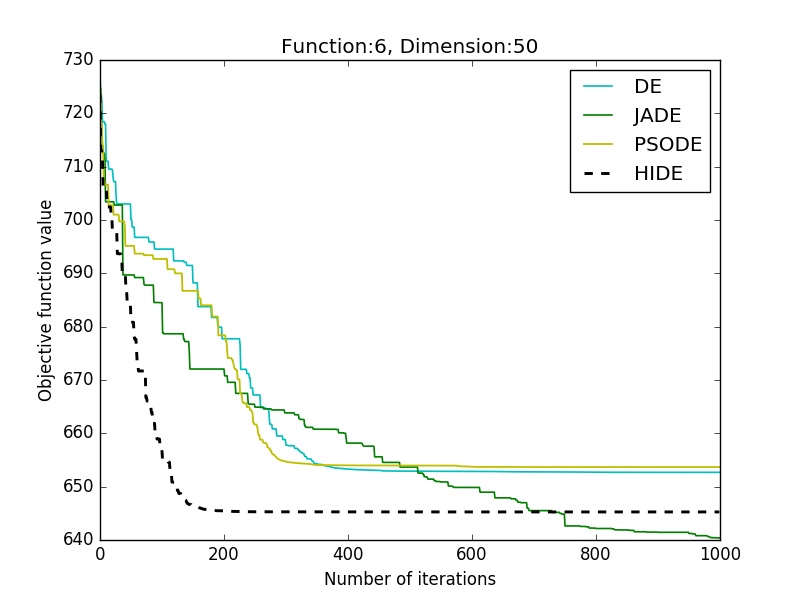 Function:6, Dimension:50
730
720
710
700
690
680
670
660
650
640
Objective function value
DE
JADE
PSODE
HIDE
0
200
400
600
800
1000
Number of iterations